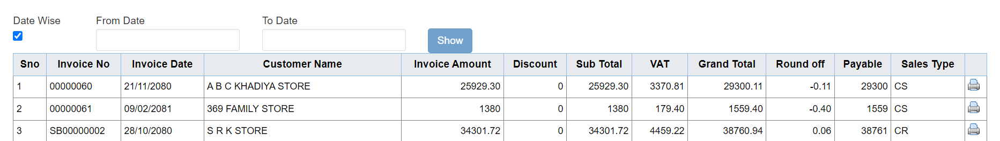 Date Wise From Date To Date
Show
Sno Invoice No Invoice Date Customer Name Invoice Amount Discount Sub Total VAT Grand Total Round off Payable Sales Type
1 00000060 21/11/2080 A B C KHADIYA STORE 25929.30 0 25929.30 3370.81 29300.11 -0.11 29300 CS
2 00000061 09/02/2081 369 FAMILY STORE 1380 0 1380 179.40 1559.40 -0.40 1559 CS
3 SB00000002 28/10/2080 S R K STORE 34301.72 0 34301.72 4459.22 38760.94 0.06 38761 CR